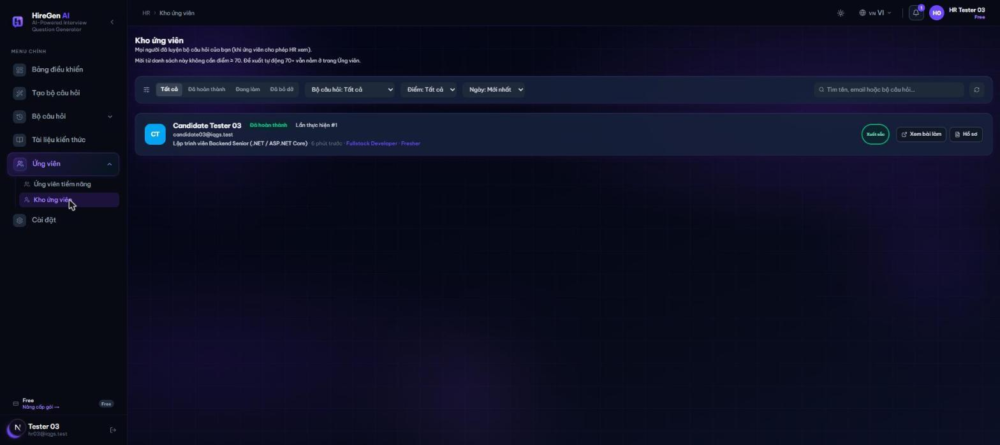 HireGen AI
AI-Powered Interview
Question Generator
HR › Kho ứng viên
VN VI
1
HO
HR Tester 03
Free
MENU CHÍNH
Bảng điều khiển
Tạo bộ câu hỏi
Bộ câu hỏi
Tài liệu kiến thức
Ứng viên
Ứng viên tiềm năng
Kho ứng viên
Cài đặt
Kho ứng viên
Mọi người đã luyện bộ câu hỏi của bạn (khi ứng viên cho phép HR xem).
Mời từ danh sách này không cần điểm ≥ 70. Đề xuất tự động 70+ vẫn nằm ở trang Ứng viên.
Tất cả Đã hoàn thành Đang làm Đã bỏ dở Bộ câu hỏi: Tất cả Điểm: Tất cả Ngày: Mới nhất Tìm tên, email hoặc bộ câu hỏi...
CT
Candidate Tester 03 Đã hoàn thành Lần thực hiện #1
candidate03@iqgs.test
Lập trình viên Backend Senior (.NET / ASP.NET Core) · 6 phút trước · Fullstack Developer · Fresher
Xuất sắc Xem bài làm Hồ sơ
Free
Nâng cấp gói →
Free
N
Tester 03
hr03@iqgs.test